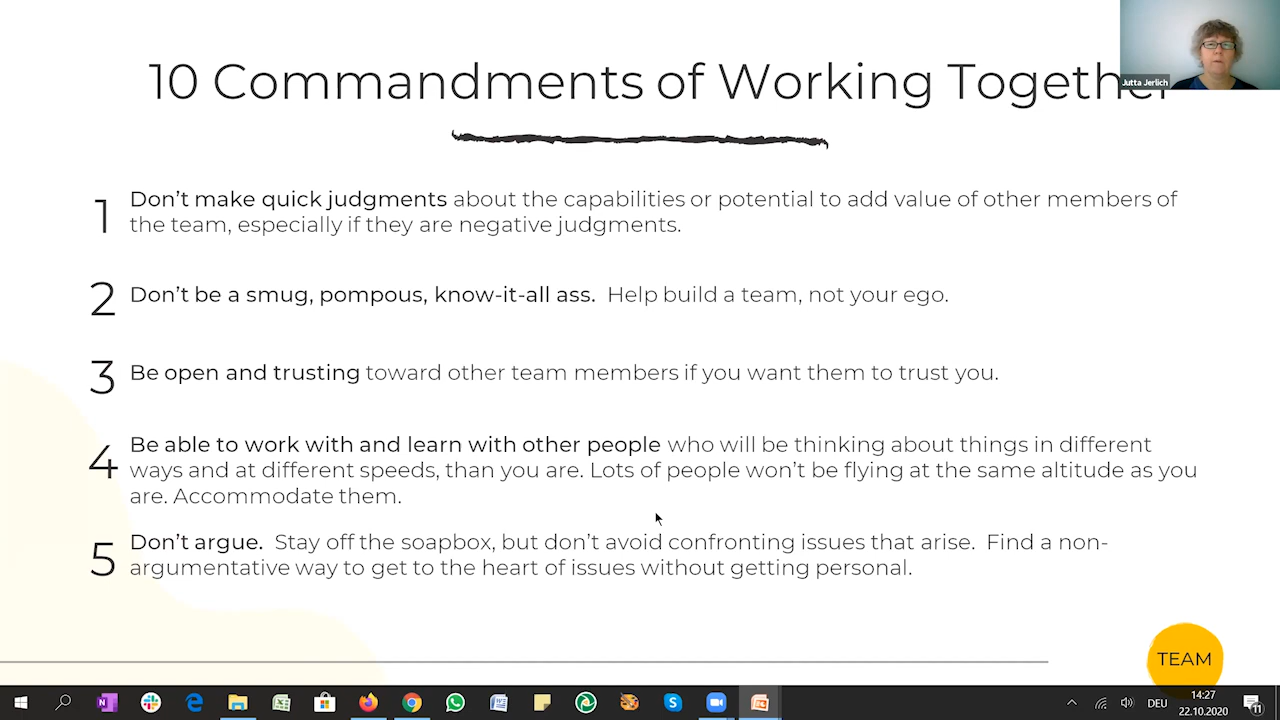 10 Commandments of Working Together
Jutta Jerlich
1 Don't make quick judgments about the capabilities or potential to add value of other members of
the team, especially if they are negative judgments.
2 Don't be a smug, pompous, know-it-all ass. Help build a team, not your ego.
3 Be open and trusting toward other team members if you want them to trust you.
4 Be able to work with and learn with other people who will be thinking about things in different
ways and at different speeds, than you are. Lots of people won't be flying at the same altitude as you
are. Accommodate them.
5 Don't argue. Stay off the soapbox, but don't avoid confronting issues that arise. Find a non-
argumentative way to get to the heart of issues without getting personal.
TEAM
DEU
14:27
22.10.2020
11